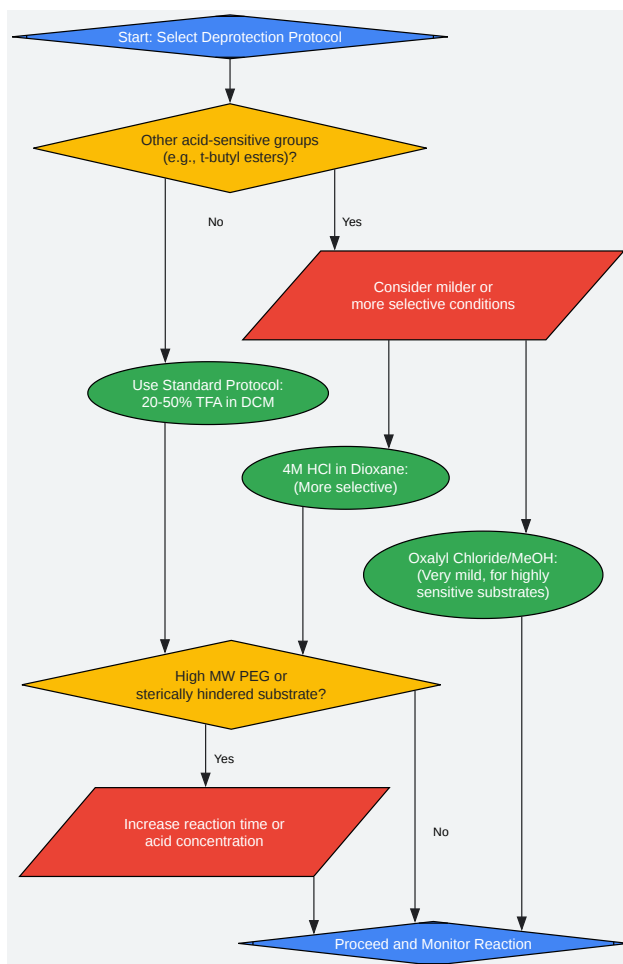 Start: Select Deprotection Protocol
Other acid-sensitive groups
(e.g., t-butyl esters)?
No
Yes
Consider milder or
more selective conditions
Use Standard Protocol:
20-50% TFA in DCM
4M HCl in Dioxane:
(More selective)
Oxalyl Chloride/MeOH:
(Very mild, for highly
sensitive substrates)
High MW PEG or
sterically hindered substrate?
Yes
Increase reaction time or
acid concentration
No
Proceed and Monitor Reaction